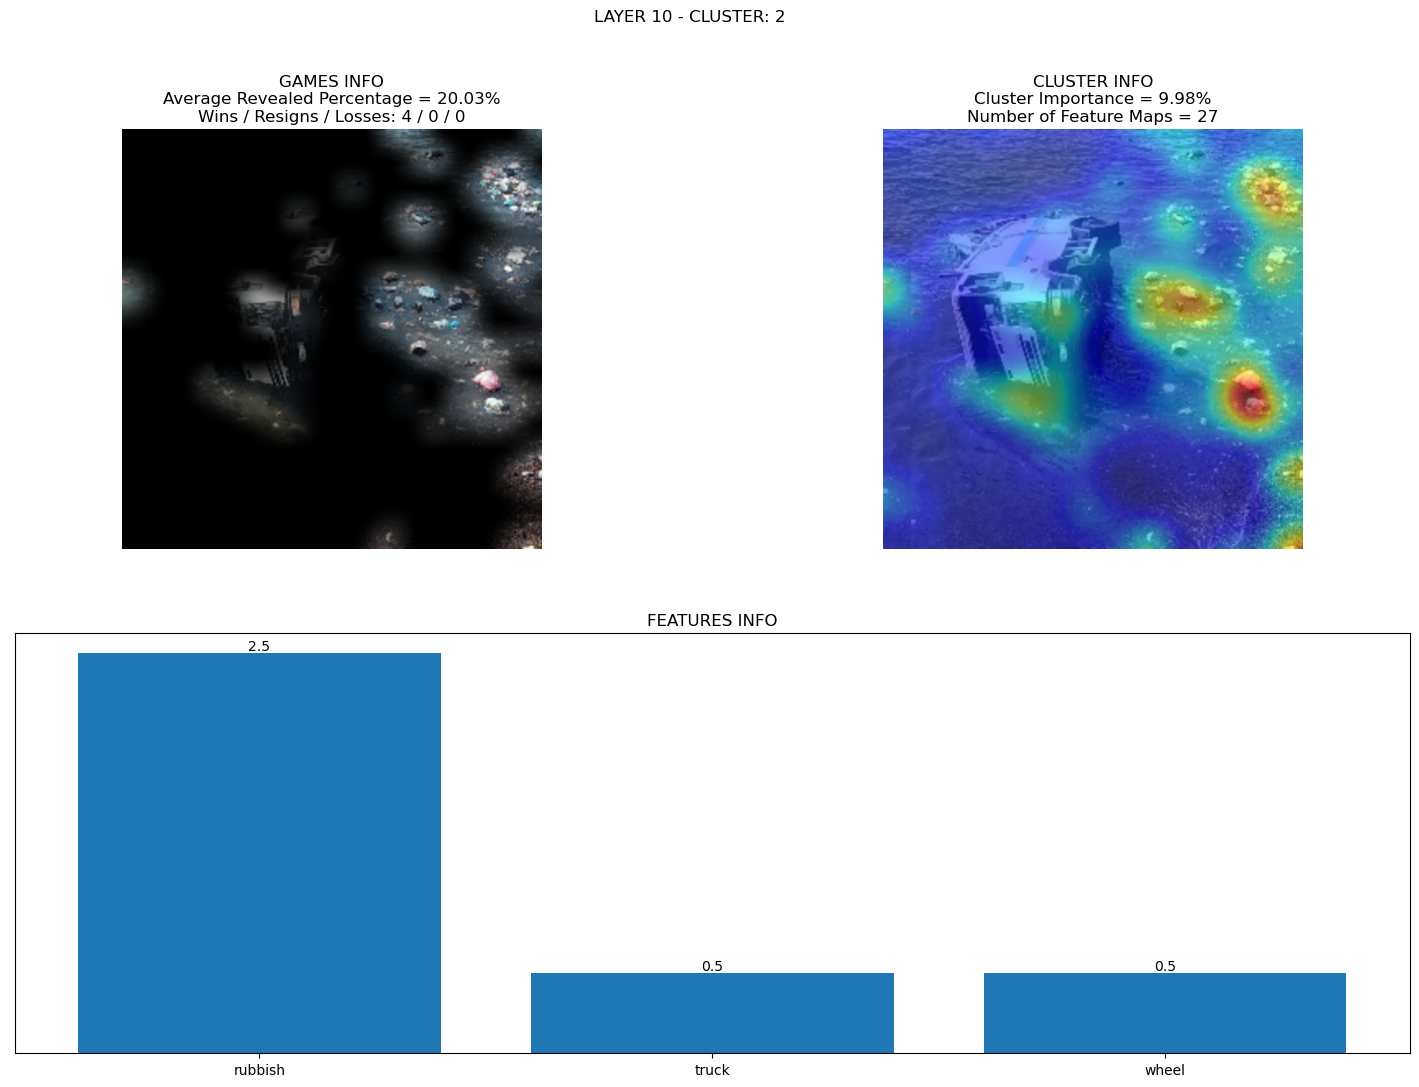 LAYER 10 - CLUSTER: 2
GAMES INFO
Average Revealed Percentage = 20.03%
Wins / Resigns / Losses: 4 / 0 / 0
CLUSTER INFO
Cluster Importance = 9.98%
Number of Feature Maps = 27
FEATURES INFO
2.5
0.5
0.5
rubbish
truck
wheel